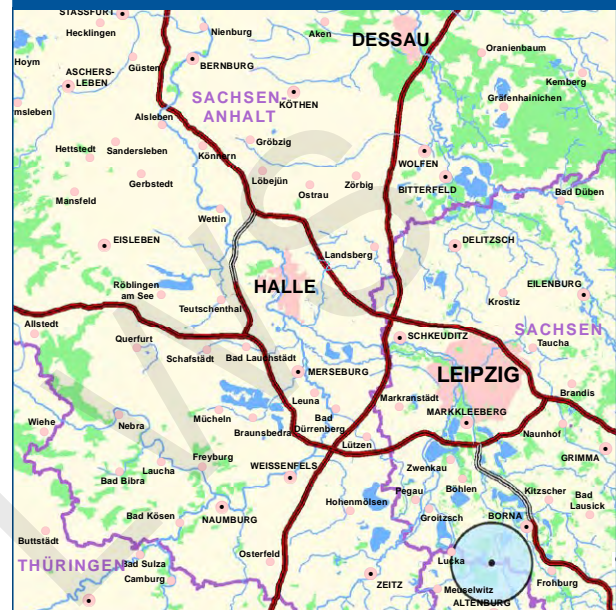 STASSFURT
Hecklingen
Nienburg
Aken
DESSAU
Oranienbaum
Hoym
ASCHERS-
LEBEN
Güsten
BERNBURG
Kemberg
Gräfenhainichen
SACHSEN-
ANHALT
KÖTHEN
Alsleben
Hettstedt
Sandersleben
Könnern
Gröbzig
WOLFEN
Gerbstedt
Löbejün
Zörbig
BITTERFELD
Mansfeld
Ostrau
Bad Düben
Wettin
EISLEBEN
DELITZSCH
Landsberg
Röblingen
am See
HALLE
EILENBURG
Teutschenthal
Krostiz
Allstedt
SACHSEN
Querfurt
SCHKEUDITZ
Taucha
Schafstädt
Bad Lauchstädt
MERSEBURG
LEIPZIG
Leuna
Markranstädt
Brandis
Mücheln
Bad
Dürrenberg
MARKKLEEBERG
Wiehe
Nebra
Braunsbedra
Lützen
Naunhof
GRIMMA
Laucha
Freyburg
WEISSENFELS
Zwenkau
Bad Bibra
Böhlen
Pegau
Kitzscher
Bad
Lausick
Hohenmölsen
Groitzsch
Bad Kösen
NAUMBURG
BORNA
Buttstädt
THÜRINGEN
Bad Sulza
Osterfeld
Lucka
Camburg
ZEITZ
Frohburg
Meuselwitz
ALTENBURG